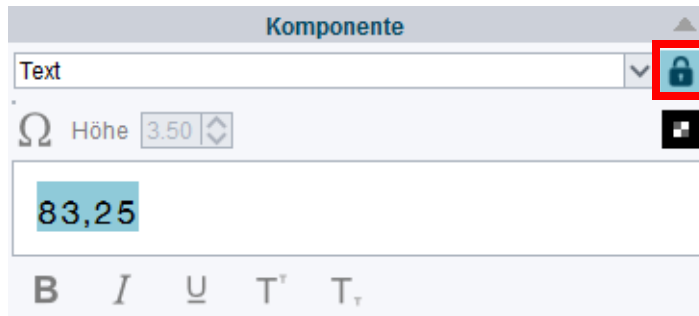 Komponente
Text
Ω Höhe 3.50
83,25
B I U T T T T